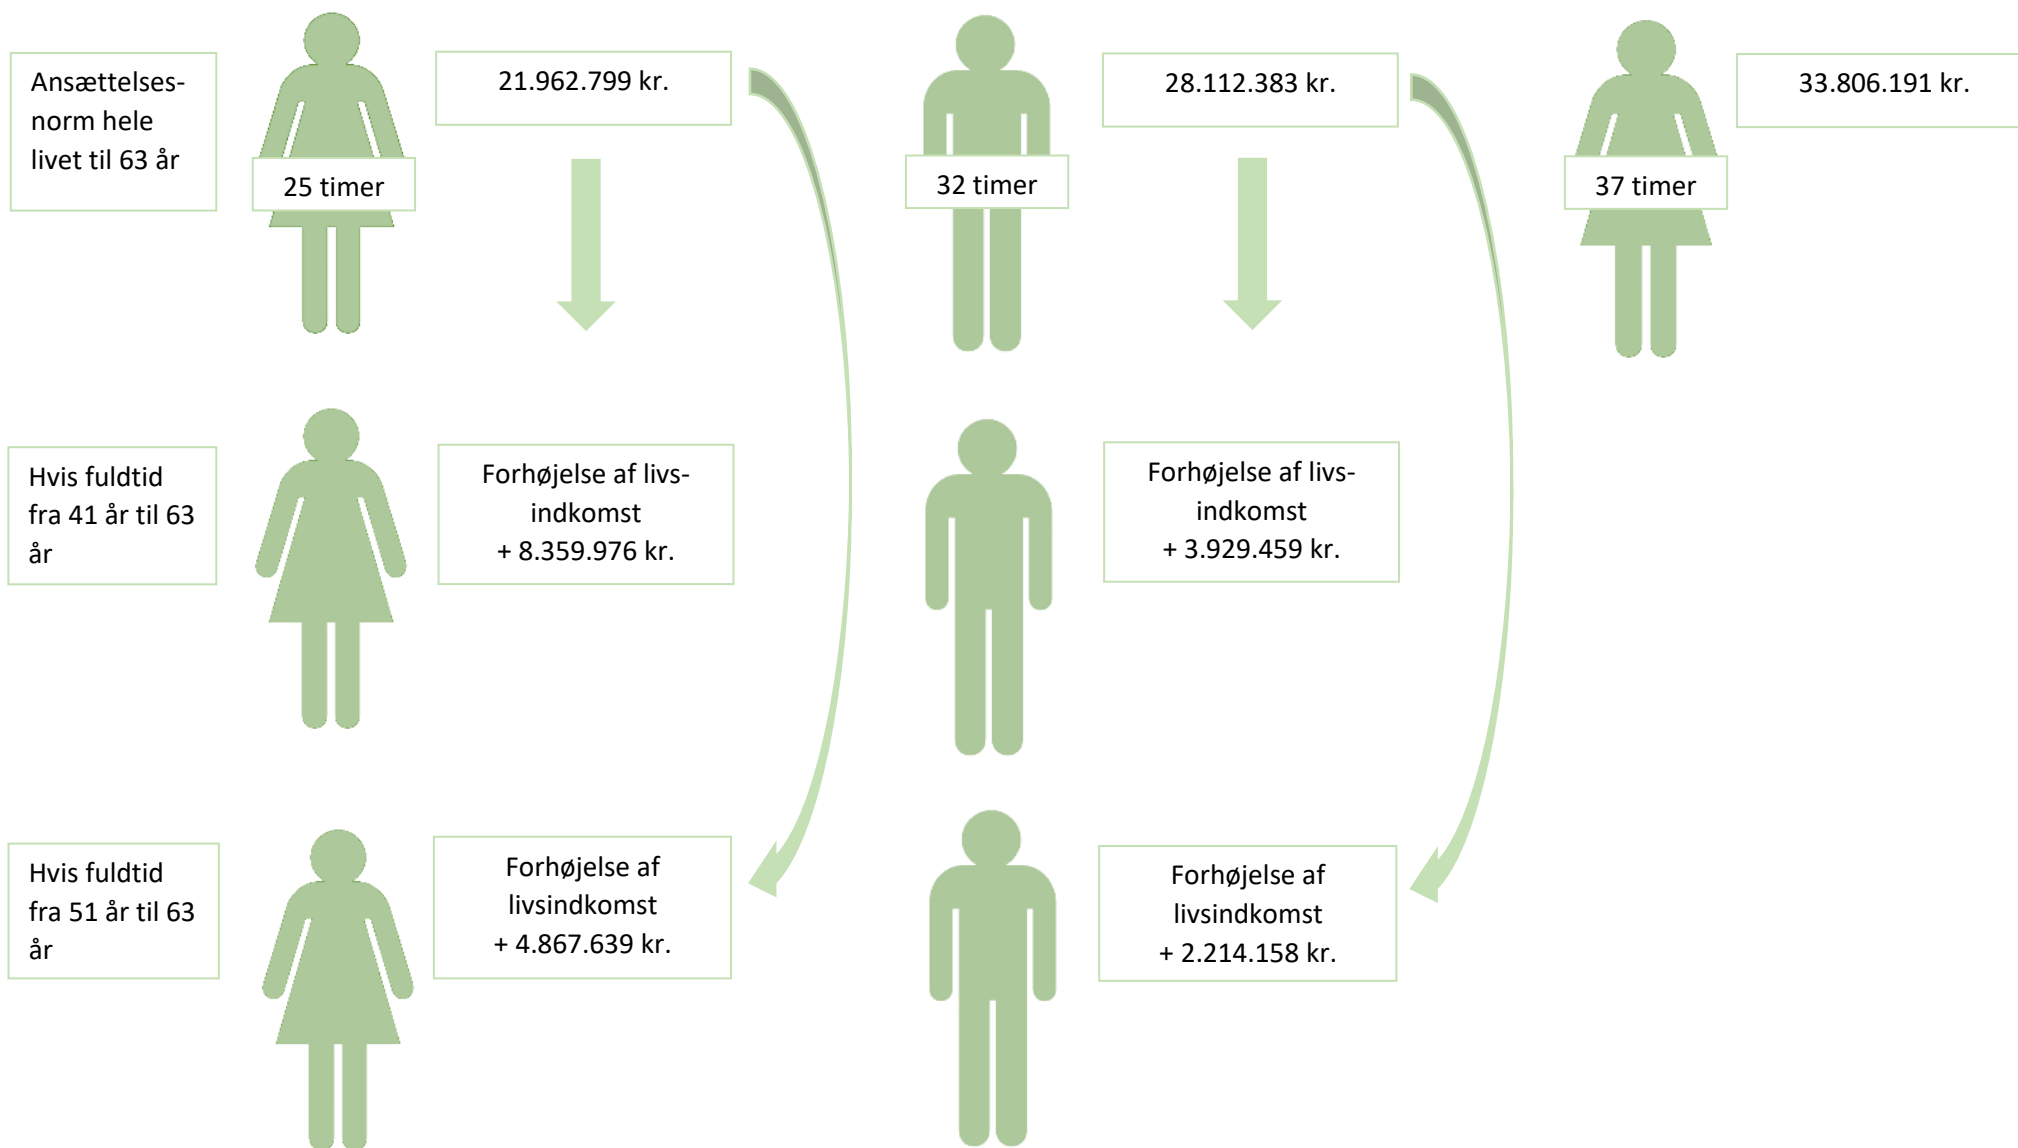 Ansættelses-
norm hele
livet til 63 år
25 timer
21.962.799 kr.
32 timer
28.112.383 kr.
37 timer
33.806.191 kr.
Hvis fuldtid
fra 41 år til 63
år
Forhøjelse af livs-
indkomst
+ 8.359.976 kr.
Forhøjelse af livs-
indkomst
+ 3.929.459 kr.
Hvis fuldtid
fra 51 år til 63
år
Forhøjelse af
livsindkomst
+ 4.867.639 kr.
Forhøjelse af
livsindkomst
+ 2.214.158 kr.